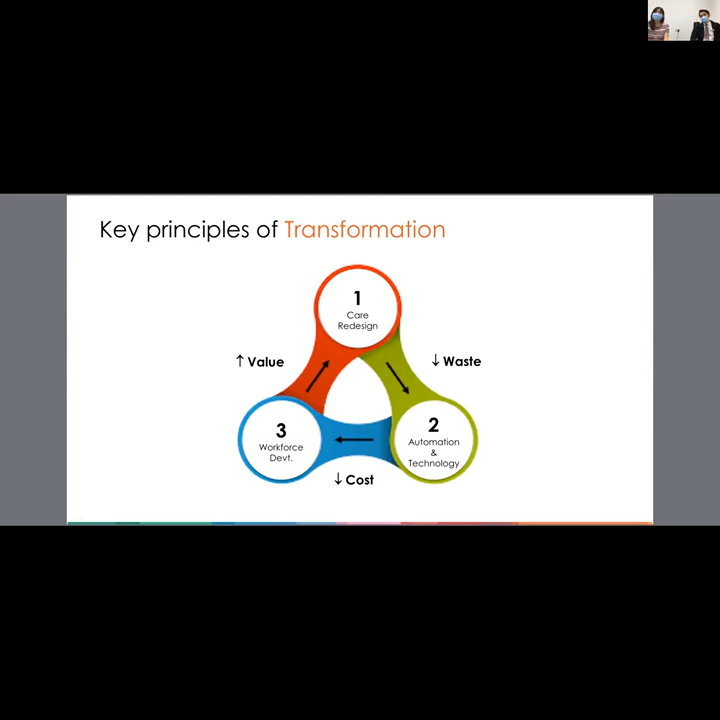 Key principles of Transformation
1
Care
Redesign
↑ Value
↓ Waste
3
Workforce
Devt.
2
Automation
&
Technology
↓ Cost